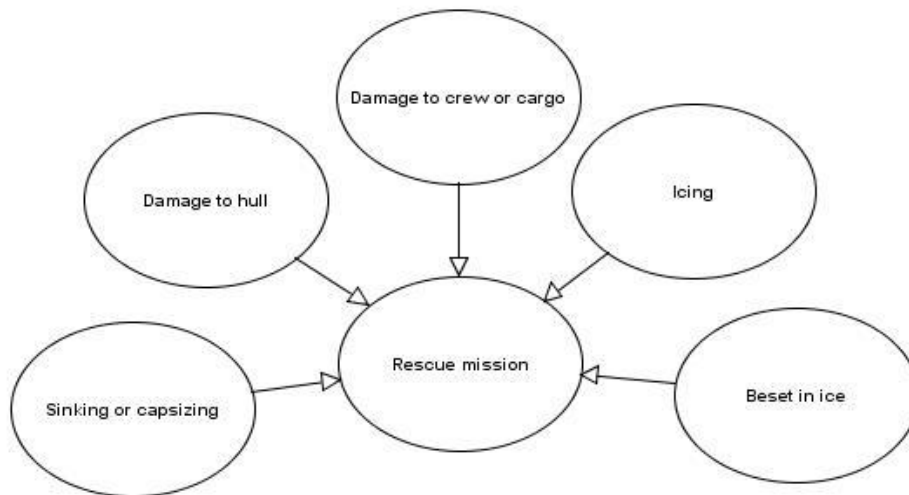 Damage to crew or cargo
Damage to hull
Icing
Rescue mission
Sinking or capsizing
Beset in ice